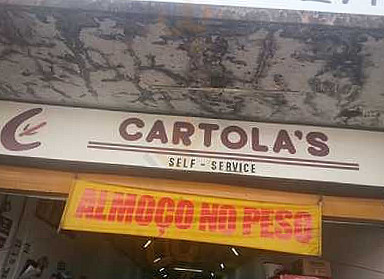 CARTOLA'S
SELF - SERVICE
ALMOÇO NO PESO